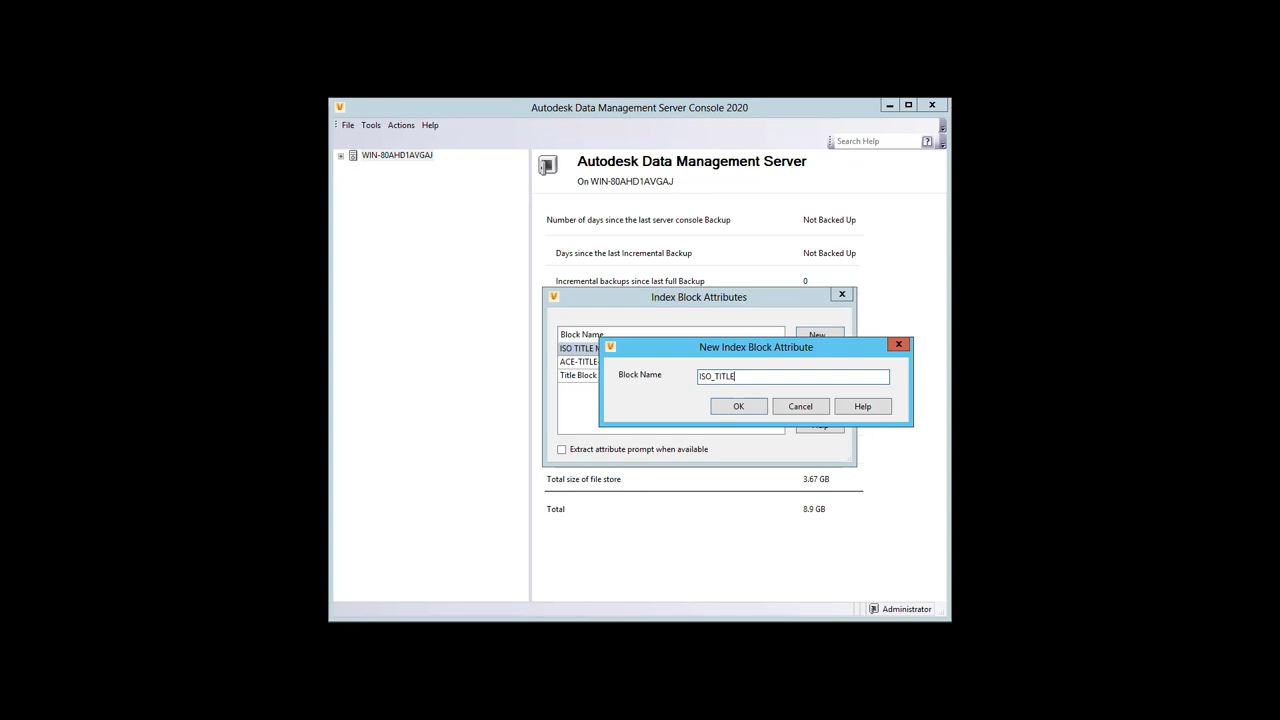 Autodesk Data Management Server Console 2020
File Tools Actions Help
Search Help ?
WIN-80AHD1AVGAJ
Autodesk Data Management Server
On WIN-80AHD1AVGAJ
Number of days since the last server console Backup Not Backed Up
Days since the last Incremental Backup Not Backed Up
Incremental backups since last full Backup 0
Index Block Attributes
Block Name New...
ISO TITLE
ACE-TITLE-
Title Block
New Index Block Attribute
Block Name ISO_TITLE
OK Cancel Help
Help
Extract attribute prompt when available
Total size of file store 3.67 GB
Total 8.9 GB
Administrator